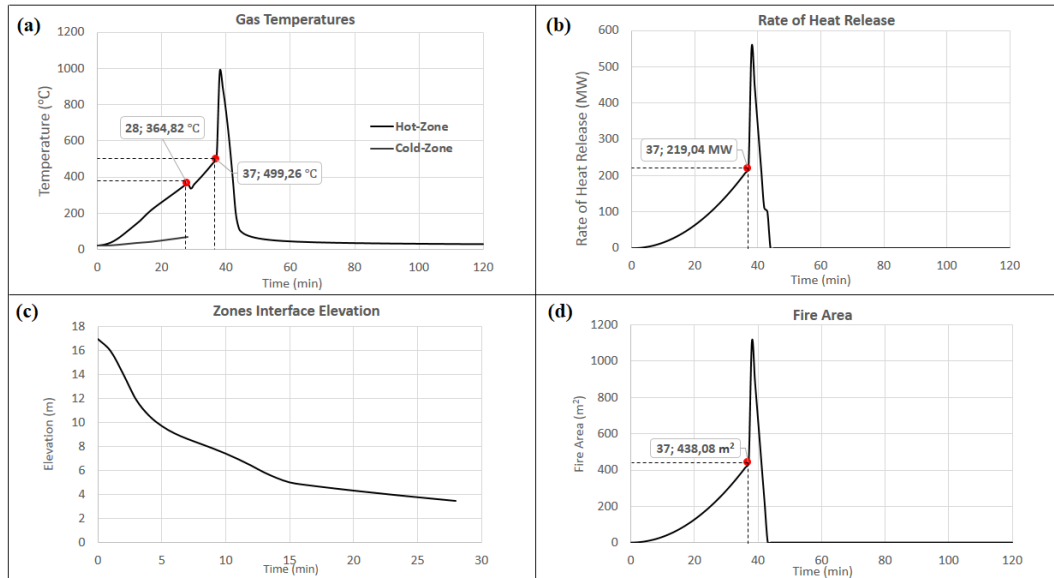 (a)
Gas Temperatures
1200
1000
800
600
400
200
0
Temperature (°C)
28; 364,82 °C
37; 499,26 °C
Hot-Zone
Cold-Zone
0 20 40 60 80 100 120
Time (min)
(b)
Rate of Heat Release
600
500
400
300
200
100
0
Rate of Heat Release (MW)
37; 219,04 MW
0 20 40 60 80 100 120
Time (min)
(c)
Zones Interface Elevation
18
16
14
12
10
8
6
4
2
0
Elevation (m)
0 5 10 15 20 25 30
Time (min)
(d)
Fire Area
1200
1000
800
600
400
200
0
Fire Area (m²)
37; 438,08 m²
0 20 40 60 80 100 120
Time (min)